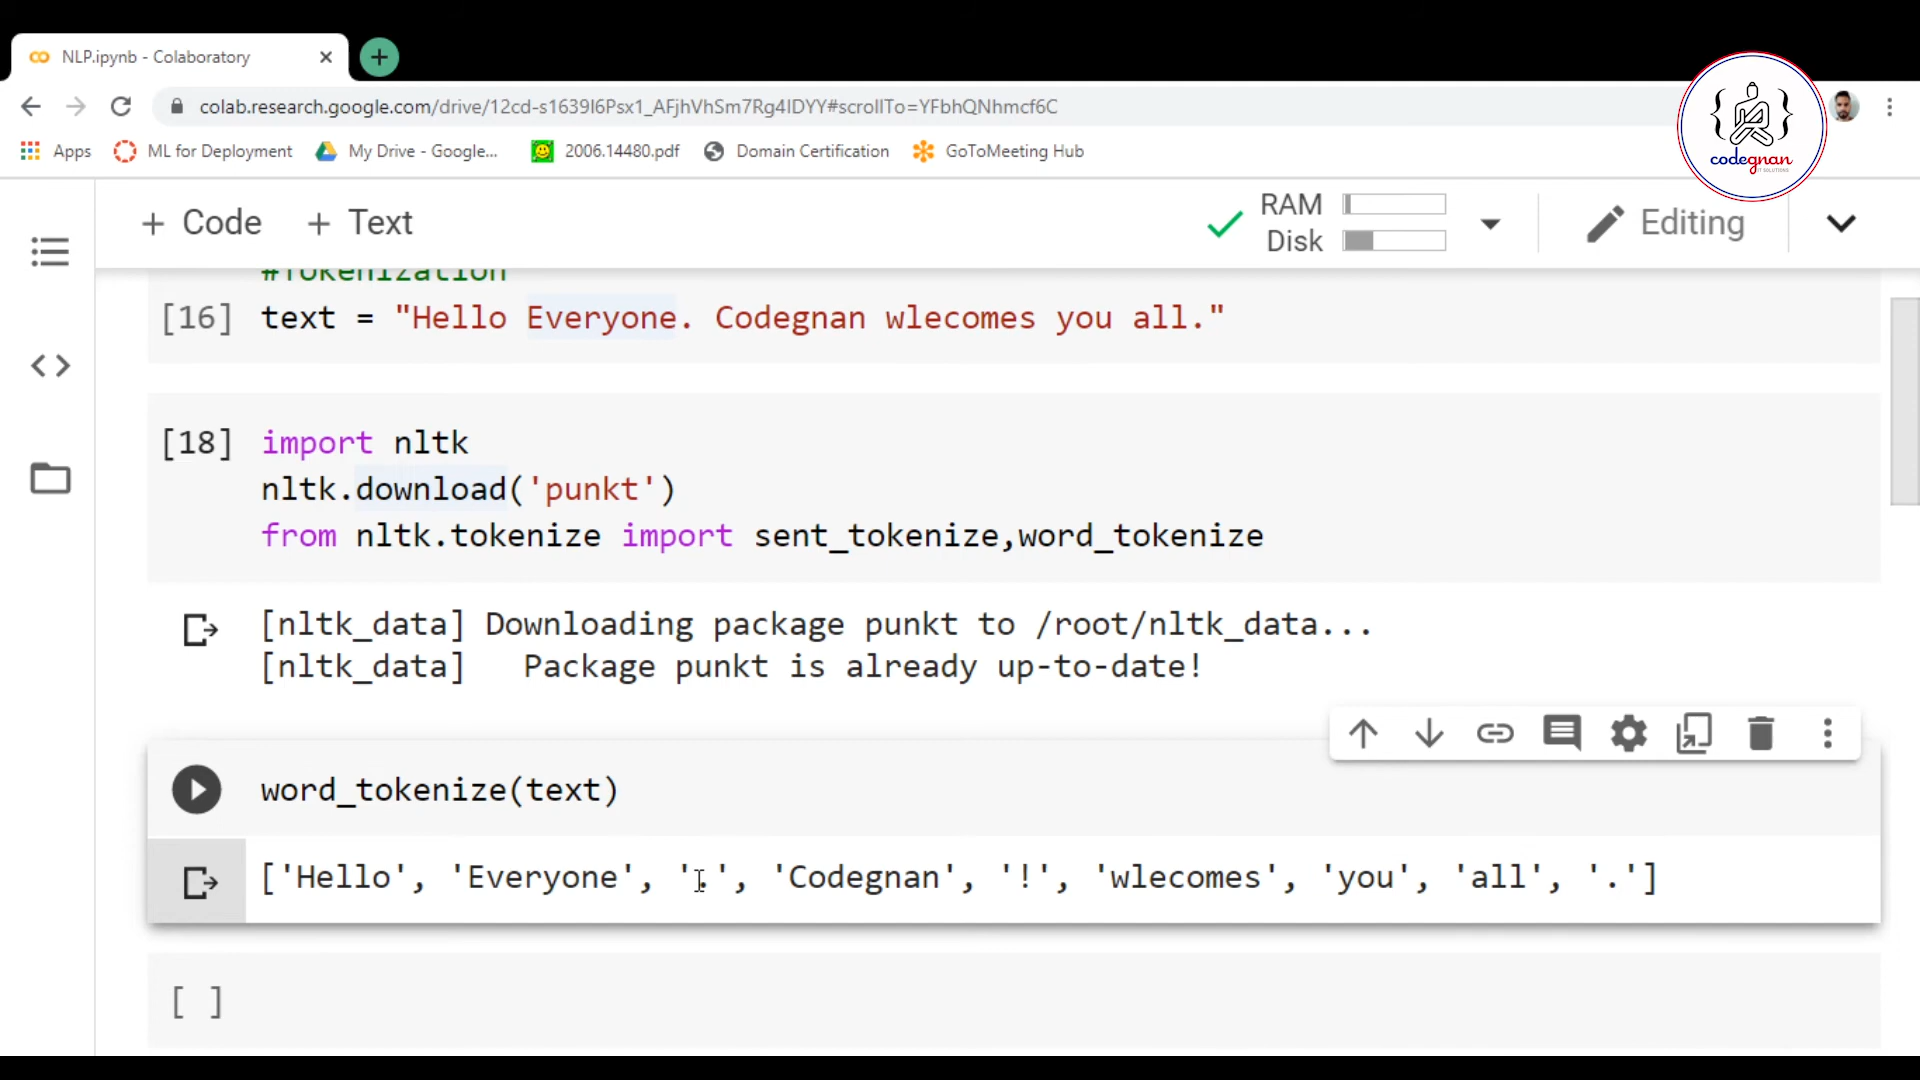 NLP.ipynb - Colaboratory
colab.research.google.com/drive/12cd-s1639I6Psx1_AFjhVhSm7Rg4IDYY#scrollTo=YFbhQNhmcf6C
Apps ML for Deployment My Drive - Google... 2006.14480.pdf Domain Certification GoToMeeting Hub
codegnan
IT SOLUTIONS
+ Code + Text RAM Disk Editing
#Tokenization
[16] text = "Hello Everyone. Codegnan wlecomes you all."
[18] import nltk
nltk.download('punkt')
from nltk.tokenize import sent_tokenize,word_tokenize
[nltk_data] Downloading package punkt to /root/nltk_data...
[nltk_data]   Package punkt is already up-to-date!
word_tokenize(text)
['Hello', 'Everyone', '.', 'Codegnan', '!', 'wlecomes', 'you', 'all', '.']
[ ]